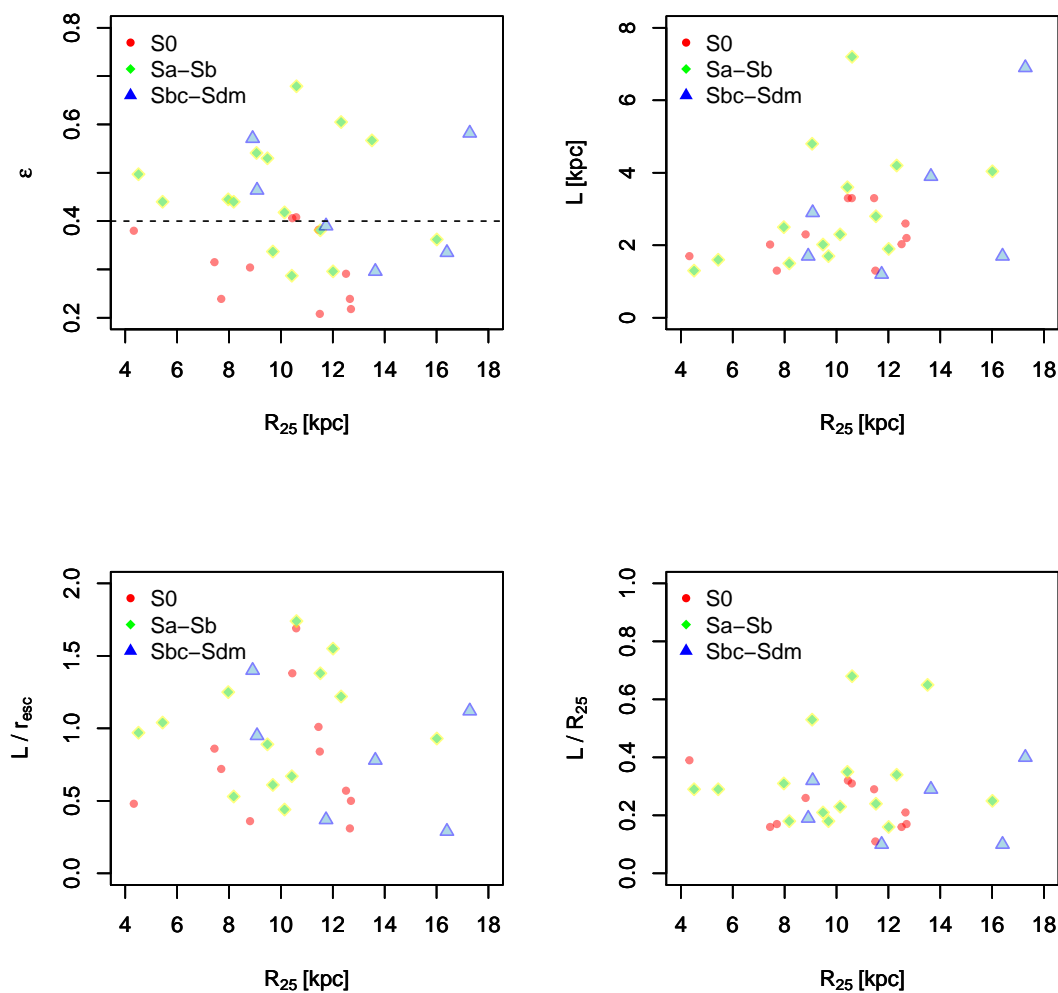 0.8
0.6
0.4
0.2
ε
S0
Sa−Sb
Sbc−Sdm
4 6 8 10 12 14 16 18
R25 [kpc]
8
6
4
2
0
L [kpc]
S0
Sa−Sb
Sbc−Sdm
4 6 8 10 12 14 16 18
R25 [kpc]
2.0
1.5
1.0
0.5
0.0
L / resc
S0
Sa−Sb
Sbc−Sdm
4 6 8 10 12 14 16 18
R25 [kpc]
1.0
0.8
0.6
0.4
0.2
0.0
L / R25
S0
Sa−Sb
Sbc−Sdm
4 6 8 10 12 14 16 18
R25 [kpc]